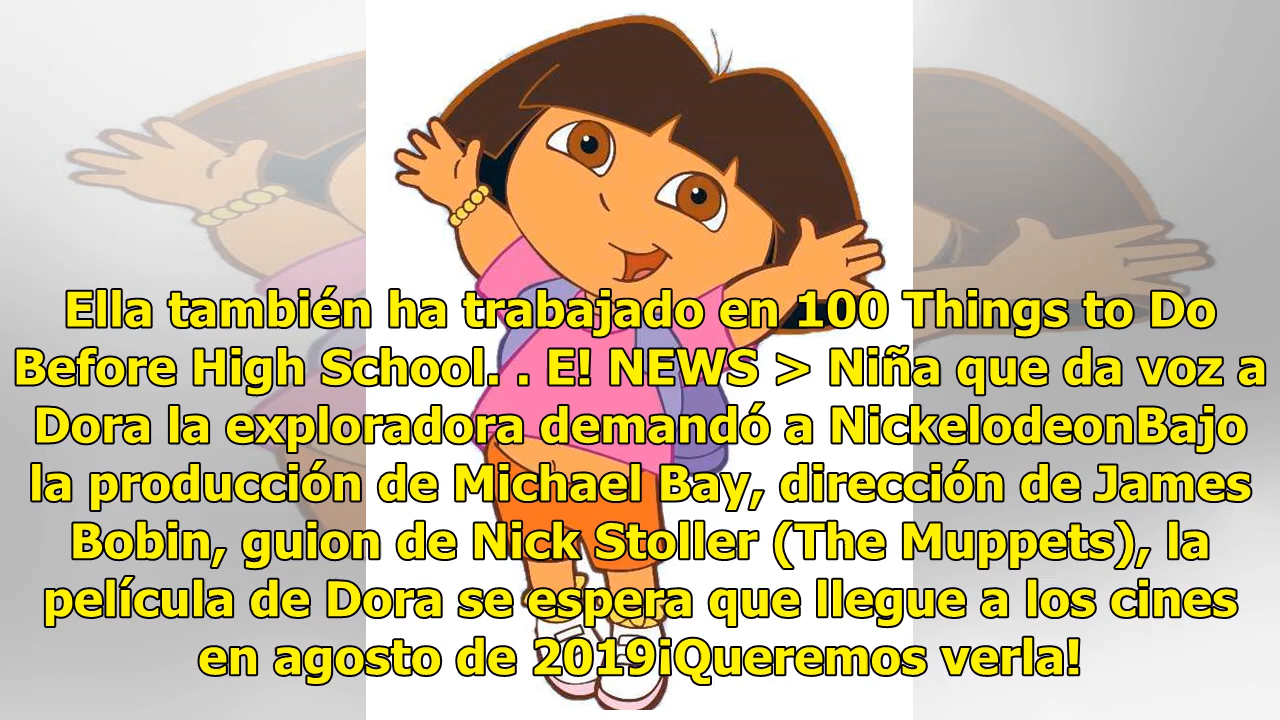 Ella también ha trabajado en 100 Things to Do
Before High School. . E! NEWS > Niña que da voz a
Dora la exploradora demandó a NickelodeonBajo
la producción de Michael Bay, dirección de James
Bobin, guion de Nick Stoller (The Muppets), la
película de Dora se espera que llegue a los cines
en agosto de 2019¡Queremos verla!